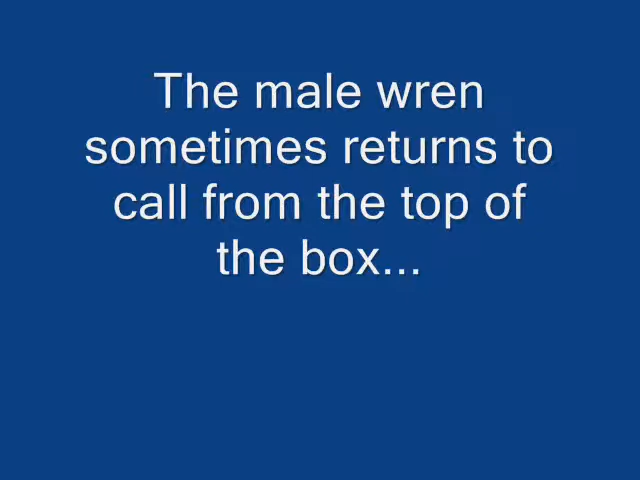 The male wren
sometimes returns to
call from the top of
the box...